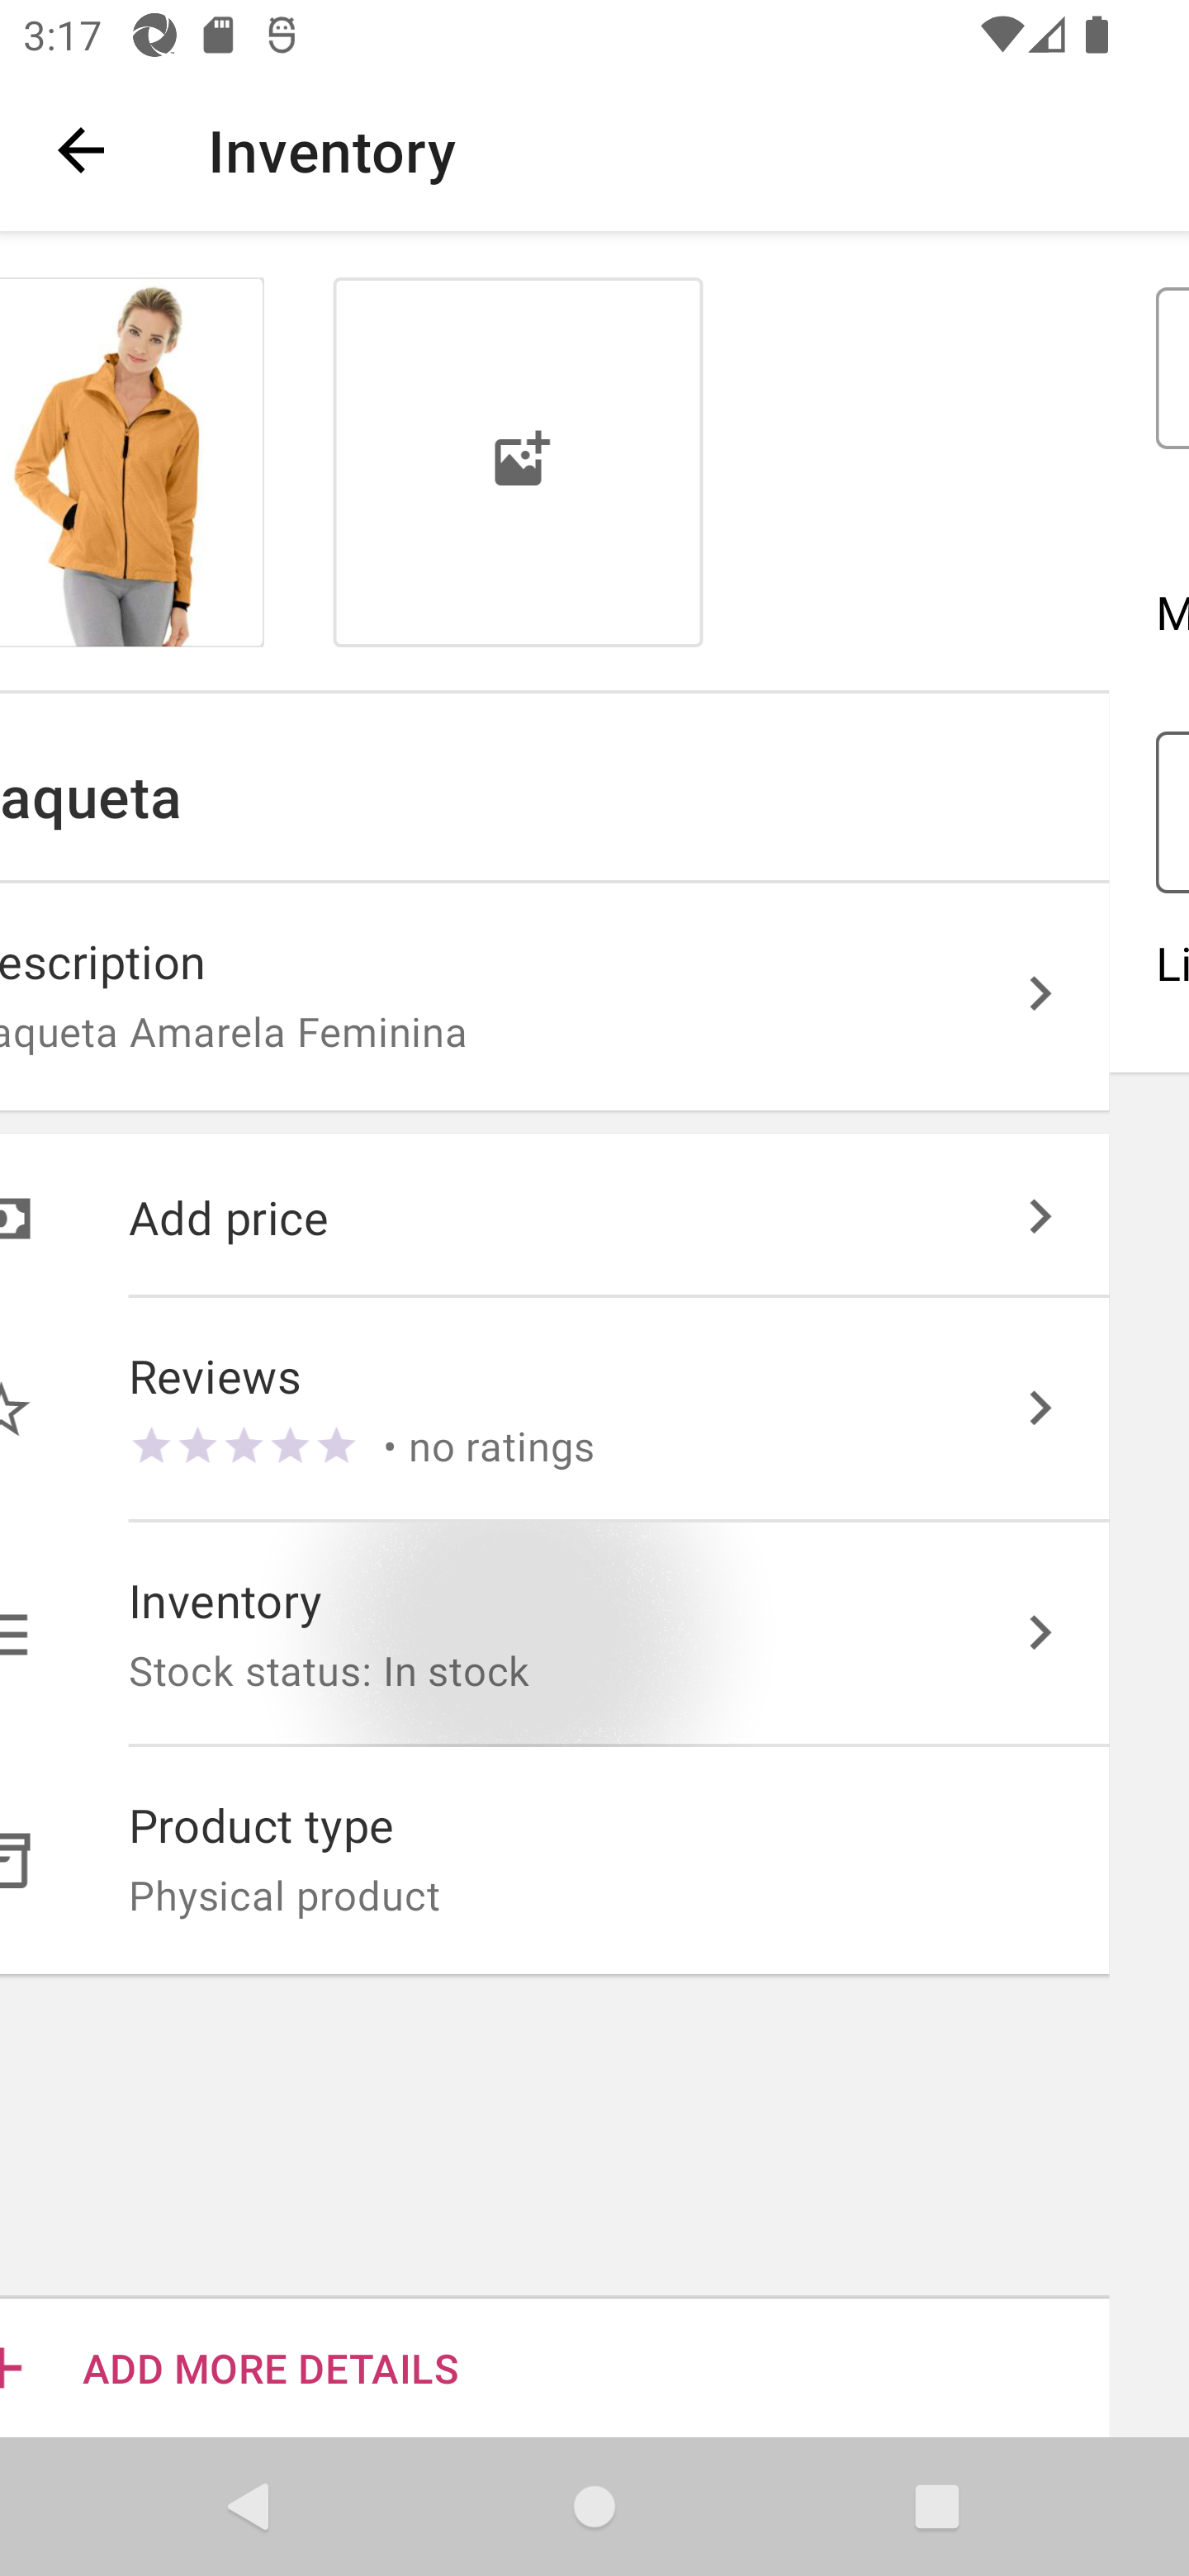 3:17
Inventory
M
aqueta
escription
aqueta Amarela Feminina
Li
Add price
Reviews
• no ratings
Inventory
Stock status: In stock
Product type
Physical product
ADD MORE DETAILS